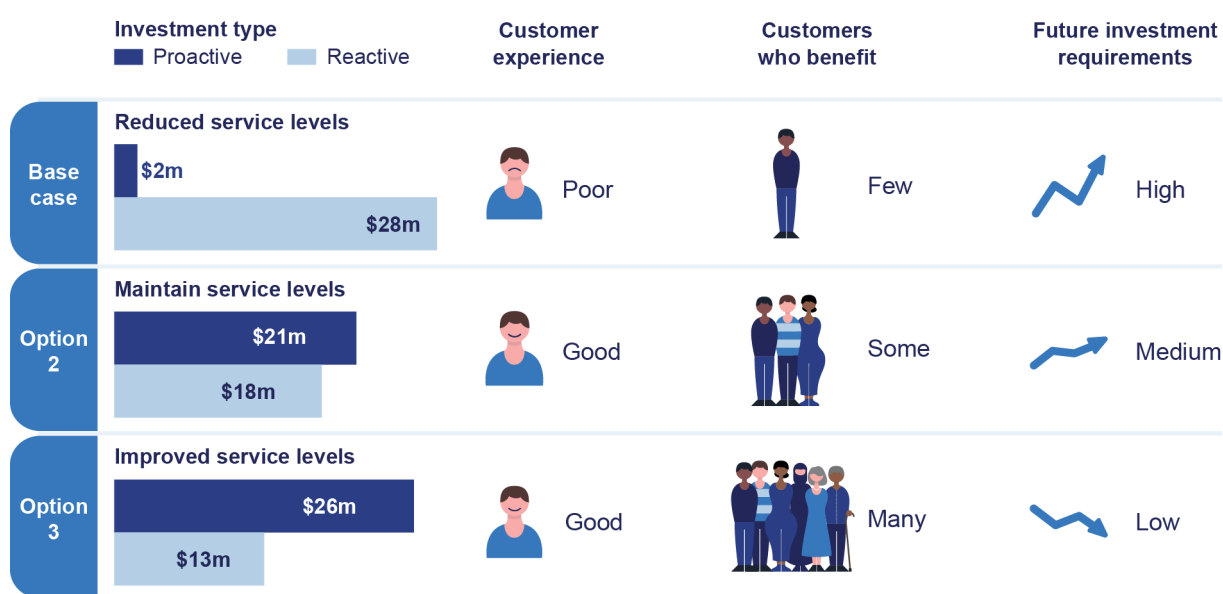 Investment type
Proactive
Reactive
Customer
experience
Customers
who benefit
Future investment
requirements
Base
case
Reduced service levels
$2m
$28m
Poor
Few
High
Option
2
Maintain service levels
$21m
$18m
Good
Some
Medium
Option
3
Improved service levels
$26m
$13m
Good
Many
Low